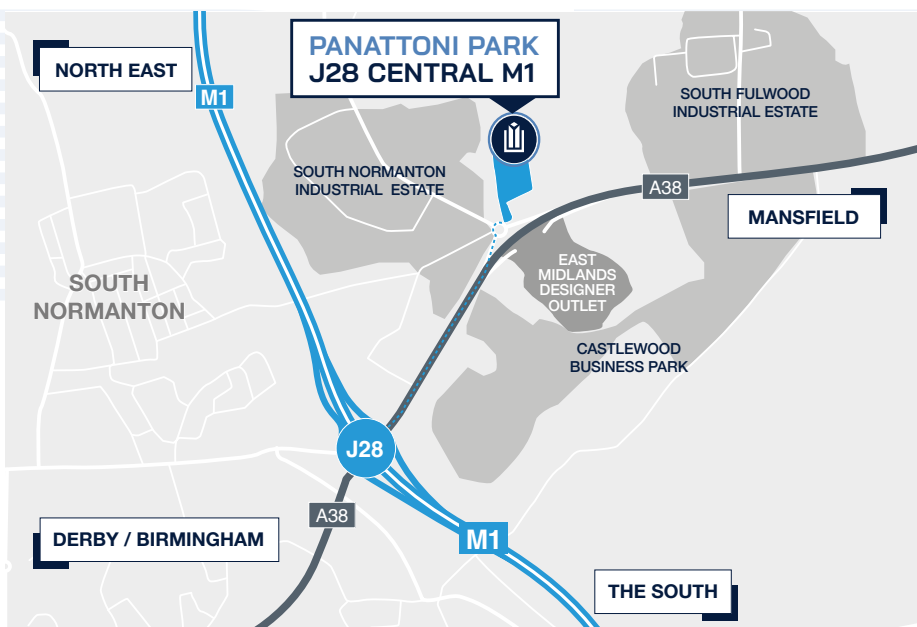 PANATTONI PARK
J28 CENTRAL M1
NORTH EAST
M1
SOUTH FULWOOD
INDUSTRIAL ESTATE
SOUTH NORMANTON
INDUSTRIAL ESTATE
A38
MANSFIELD
EAST
MIDLANDS
DESIGNER
OUTLET
SOUTH
NORMANTON
CASTLEWOOD
BUSINESS PARK
J28
A38
DERBY / BIRMINGHAM
M1
THE SOUTH